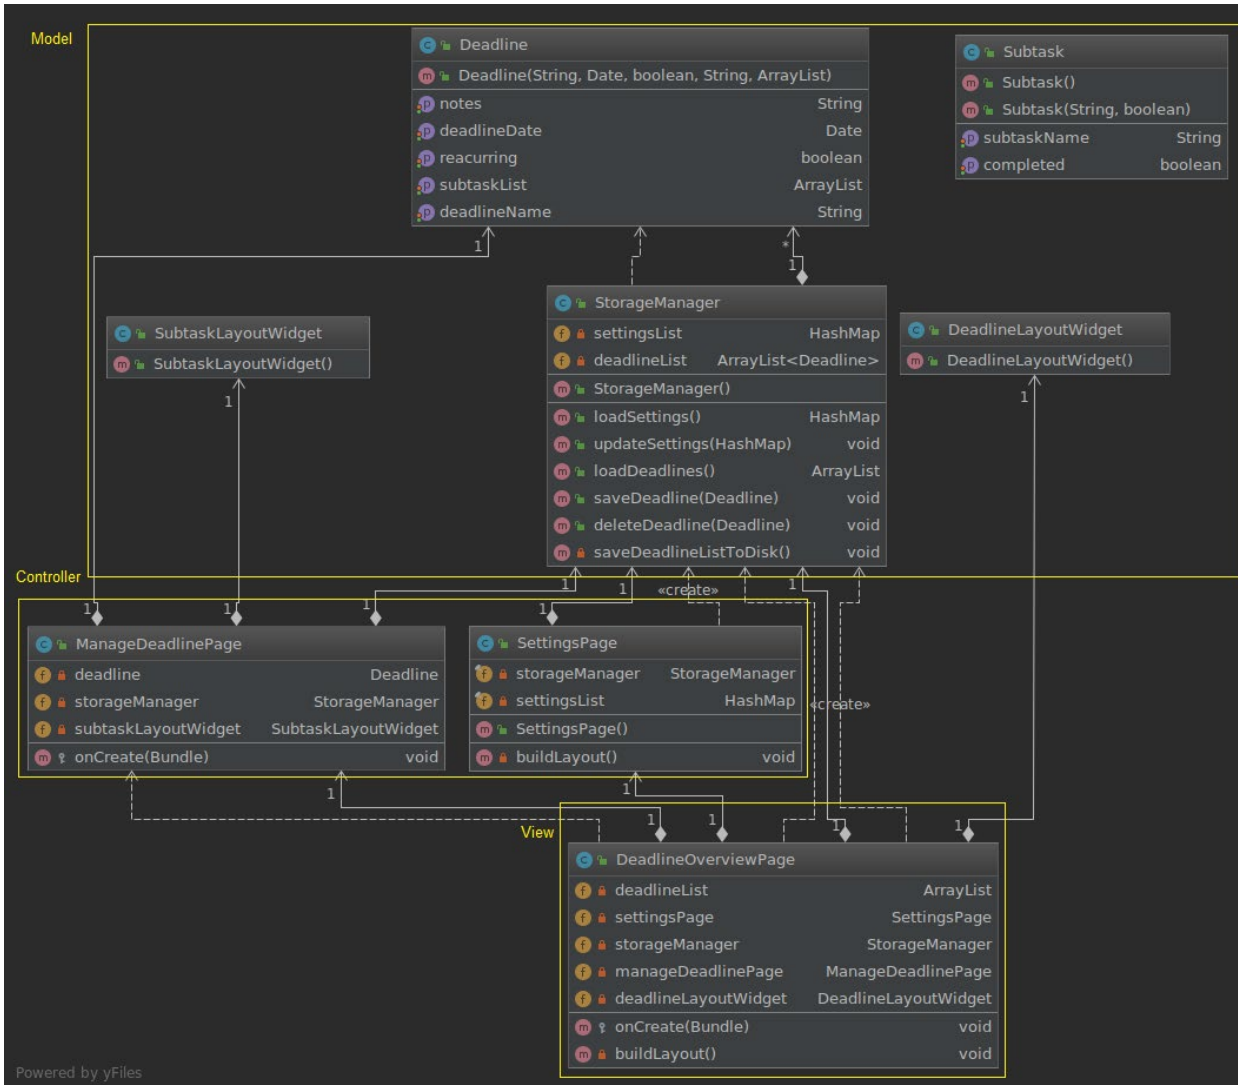 Model
Deadline
Deadline(String, Date, boolean, String, ArrayList)
notes String
deadlineDate Date
reacurring boolean
subtaskList ArrayList
deadlineName String
Subtask
Subtask()
Subtask(String, boolean)
subtaskName String
completed boolean
1
*
1
SubtaskLayoutWidget
SubtaskLayoutWidget()
1
StorageManager
settingsList HashMap
deadlineList ArrayList<Deadline>
StorageManager()
loadSettings() HashMap
updateSettings(HashMap) void
loadDeadlines() ArrayList
saveDeadline(Deadline) void
deleteDeadline(Deadline) void
saveDeadlineListToDisk() void
DeadlineLayoutWidget
DeadlineLayoutWidget()
1
Controller
1 1 «create» 1
1 1 1 1
ManageDeadlinePage
deadline Deadline
storageManager StorageManager
subtaskLayoutWidget SubtaskLayoutWidget
onCreate(Bundle) void
SettingsPage
storageManager StorageManager
settingsList HashMap
SettingsPage()
buildLayout() void
«create»
1 1
View
1 1 1 1
DeadlineOverviewPage
deadlineList ArrayList
settingsPage SettingsPage
storageManager StorageManager
manageDeadlinePage ManageDeadlinePage
deadlineLayoutWidget DeadlineLayoutWidget
onCreate(Bundle) void
buildLayout() void
Powered by yFiles